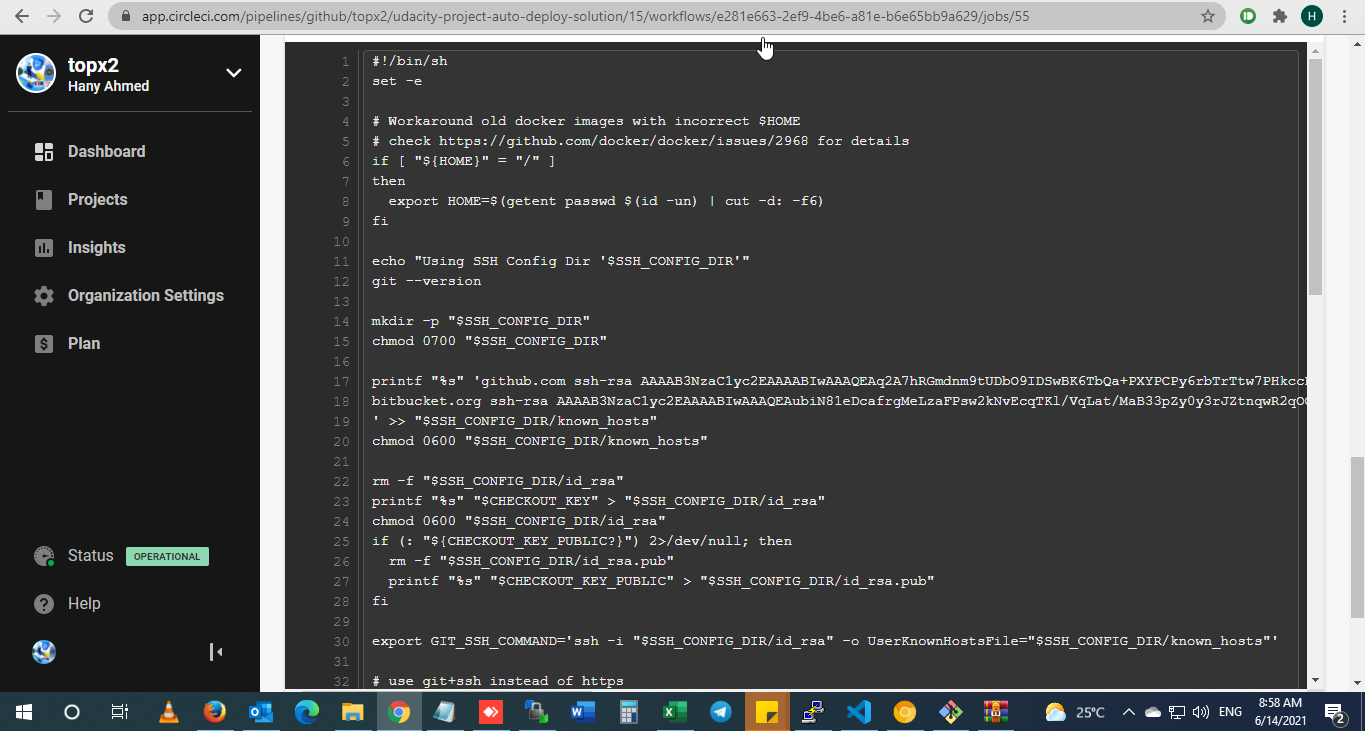 app.circleci.com/pipelines/github/topx2/udacity-project-auto-deploy-solution/15/workflows/e281e663-2ef9-4be6-a81e-b6e65bb9a629/jobs/55
H
topx2
Hany Ahmed
Dashboard
Projects
Insights
Organization Settings
Plan
Status OPERATIONAL
Help
1 #!/bin/sh
2 set -e
3
4 # Workaround old docker images with incorrect $HOME
5 # check https://github.com/docker/docker/issues/2968 for details
6 if [ "${HOME}" = "/" ]
7 then
8   export HOME=$(getent passwd $(id -un) | cut -d: -f6)
9 fi
10
11 echo "Using SSH Config Dir '$SSH_CONFIG_DIR'"
12 git --version
13
14 mkdir -p "$SSH_CONFIG_DIR"
15 chmod 0700 "$SSH_CONFIG_DIR"
16
17 printf "%s" 'github.com ssh-rsa AAAAB3NzaC1yc2EAAAABIwAAAQEAq2A7hRGmdnm9tUDbO9IDSwBK6TbQa+PXYPCPy6rbTrTtw7PHkcc
18 bitbucket.org ssh-rsa AAAAB3NzaC1yc2EAAAABIwAAAQEAubiN81eDcafrgMeLzaFPsw2kNvEcqTKl/VqLat/MaB33pZy0y3rJZtnqwR2qO
19 ' >> "$SSH_CONFIG_DIR/known_hosts"
20 chmod 0600 "$SSH_CONFIG_DIR/known_hosts"
21
22 rm -f "$SSH_CONFIG_DIR/id_rsa"
23 printf "%s" "$CHECKOUT_KEY" > "$SSH_CONFIG_DIR/id_rsa"
24 chmod 0600 "$SSH_CONFIG_DIR/id_rsa"
25 if (: "${CHECKOUT_KEY_PUBLIC?}") 2>/dev/null; then
26   rm -f "$SSH_CONFIG_DIR/id_rsa.pub"
27   printf "%s" "$CHECKOUT_KEY_PUBLIC" > "$SSH_CONFIG_DIR/id_rsa.pub"
28 fi
29
30 export GIT_SSH_COMMAND='ssh -i "$SSH_CONFIG_DIR/id_rsa" -o UserKnownHostsFile="$SSH_CONFIG_DIR/known_hosts"'
31
32 # use git+ssh instead of https
25°C
ENG
8:58 AM
6/14/2021
2